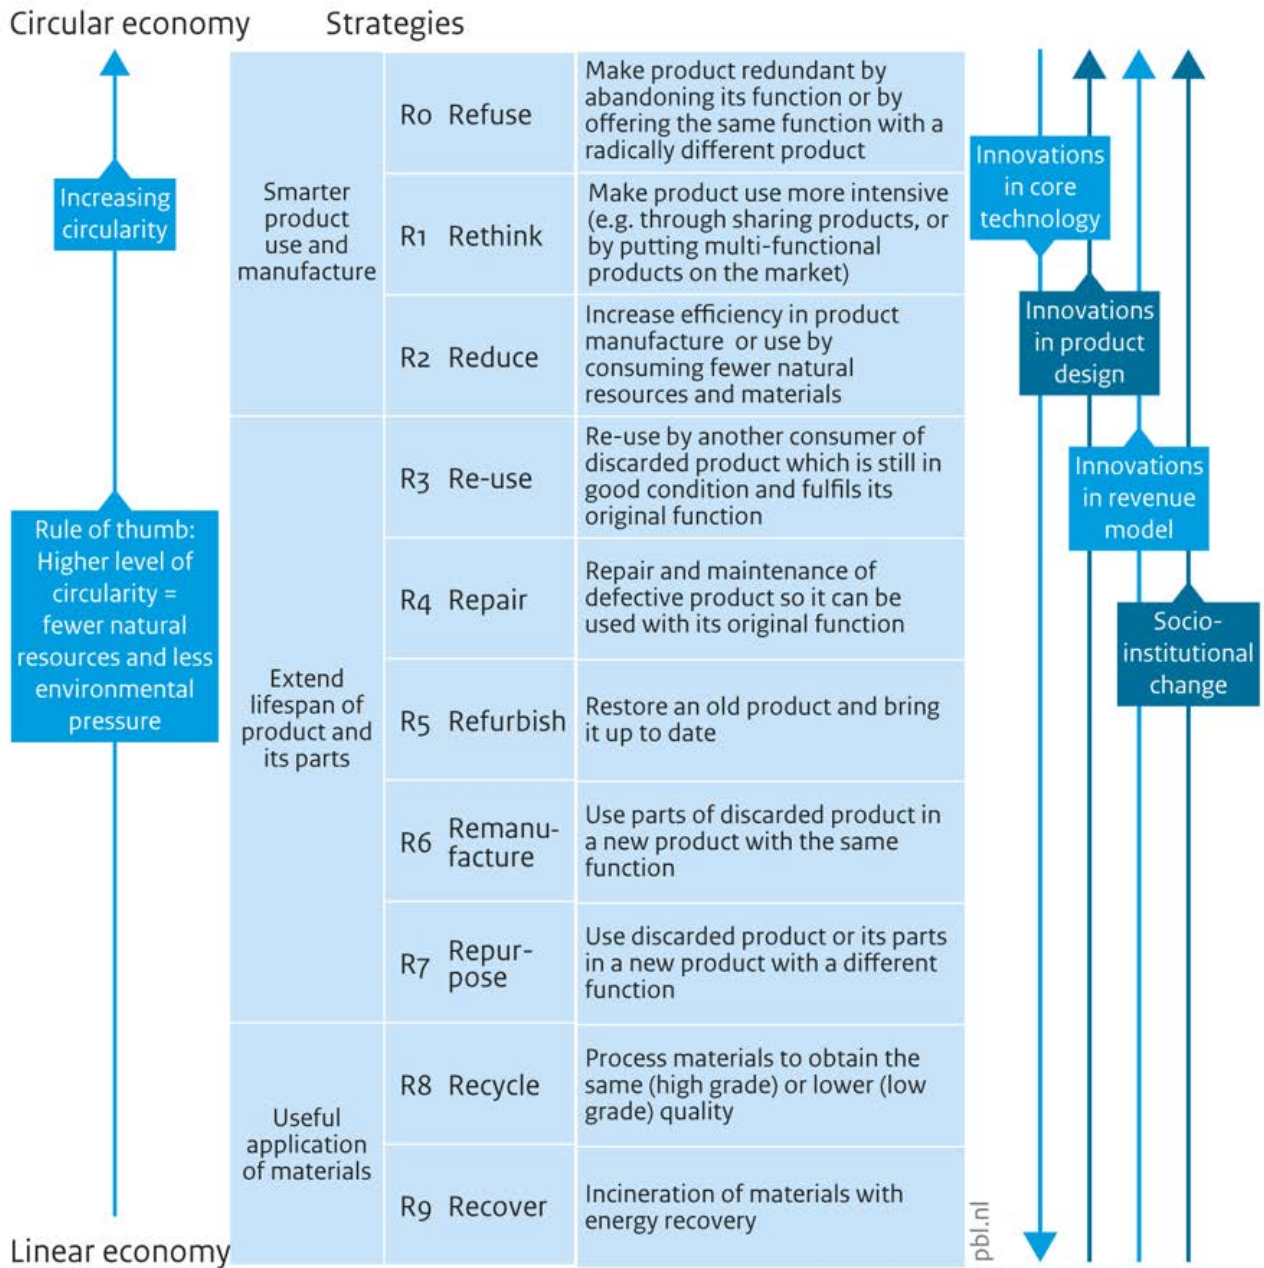 Circular economy
Strategies
Increasing
circularity
Rule of thumb:
Higher level of
circularity =
fewer natural
resources and less
environmental
pressure
Linear economy
Smarter
product
use and
manufacture
R0 Refuse
Make product redundant by
abandoning its function or by
offering the same function with a
radically different product
R1 Rethink
Make product use more intensive
(e.g. through sharing products, or
by putting multi-functional
products on the market)
R2 Reduce
Increase efficiency in product
manufacture or use by
consuming fewer natural
resources and materials
Extend
lifespan of
product and
its parts
R3 Re-use
Re-use by another consumer of
discarded product which is still in
good condition and fulfils its
original function
R4 Repair
Repair and maintenance of
defective product so it can be
used with its original function
R5 Refurbish
Restore an old product and bring
it up to date
R6 Remanu-
facture
Use parts of discarded product in
a new product with the same
function
R7 Repur-
pose
Use discarded product or its parts
in a new product with a different
function
Useful
application
of materials
R8 Recycle
Process materials to obtain the
same (high grade) or lower (low
grade) quality
R9 Recover
Incineration of materials with
energy recovery
Innovations
in core
technology
Innovations
in product
design
Innovations
in revenue
model
Socio-
institutional
change
pbl.nl